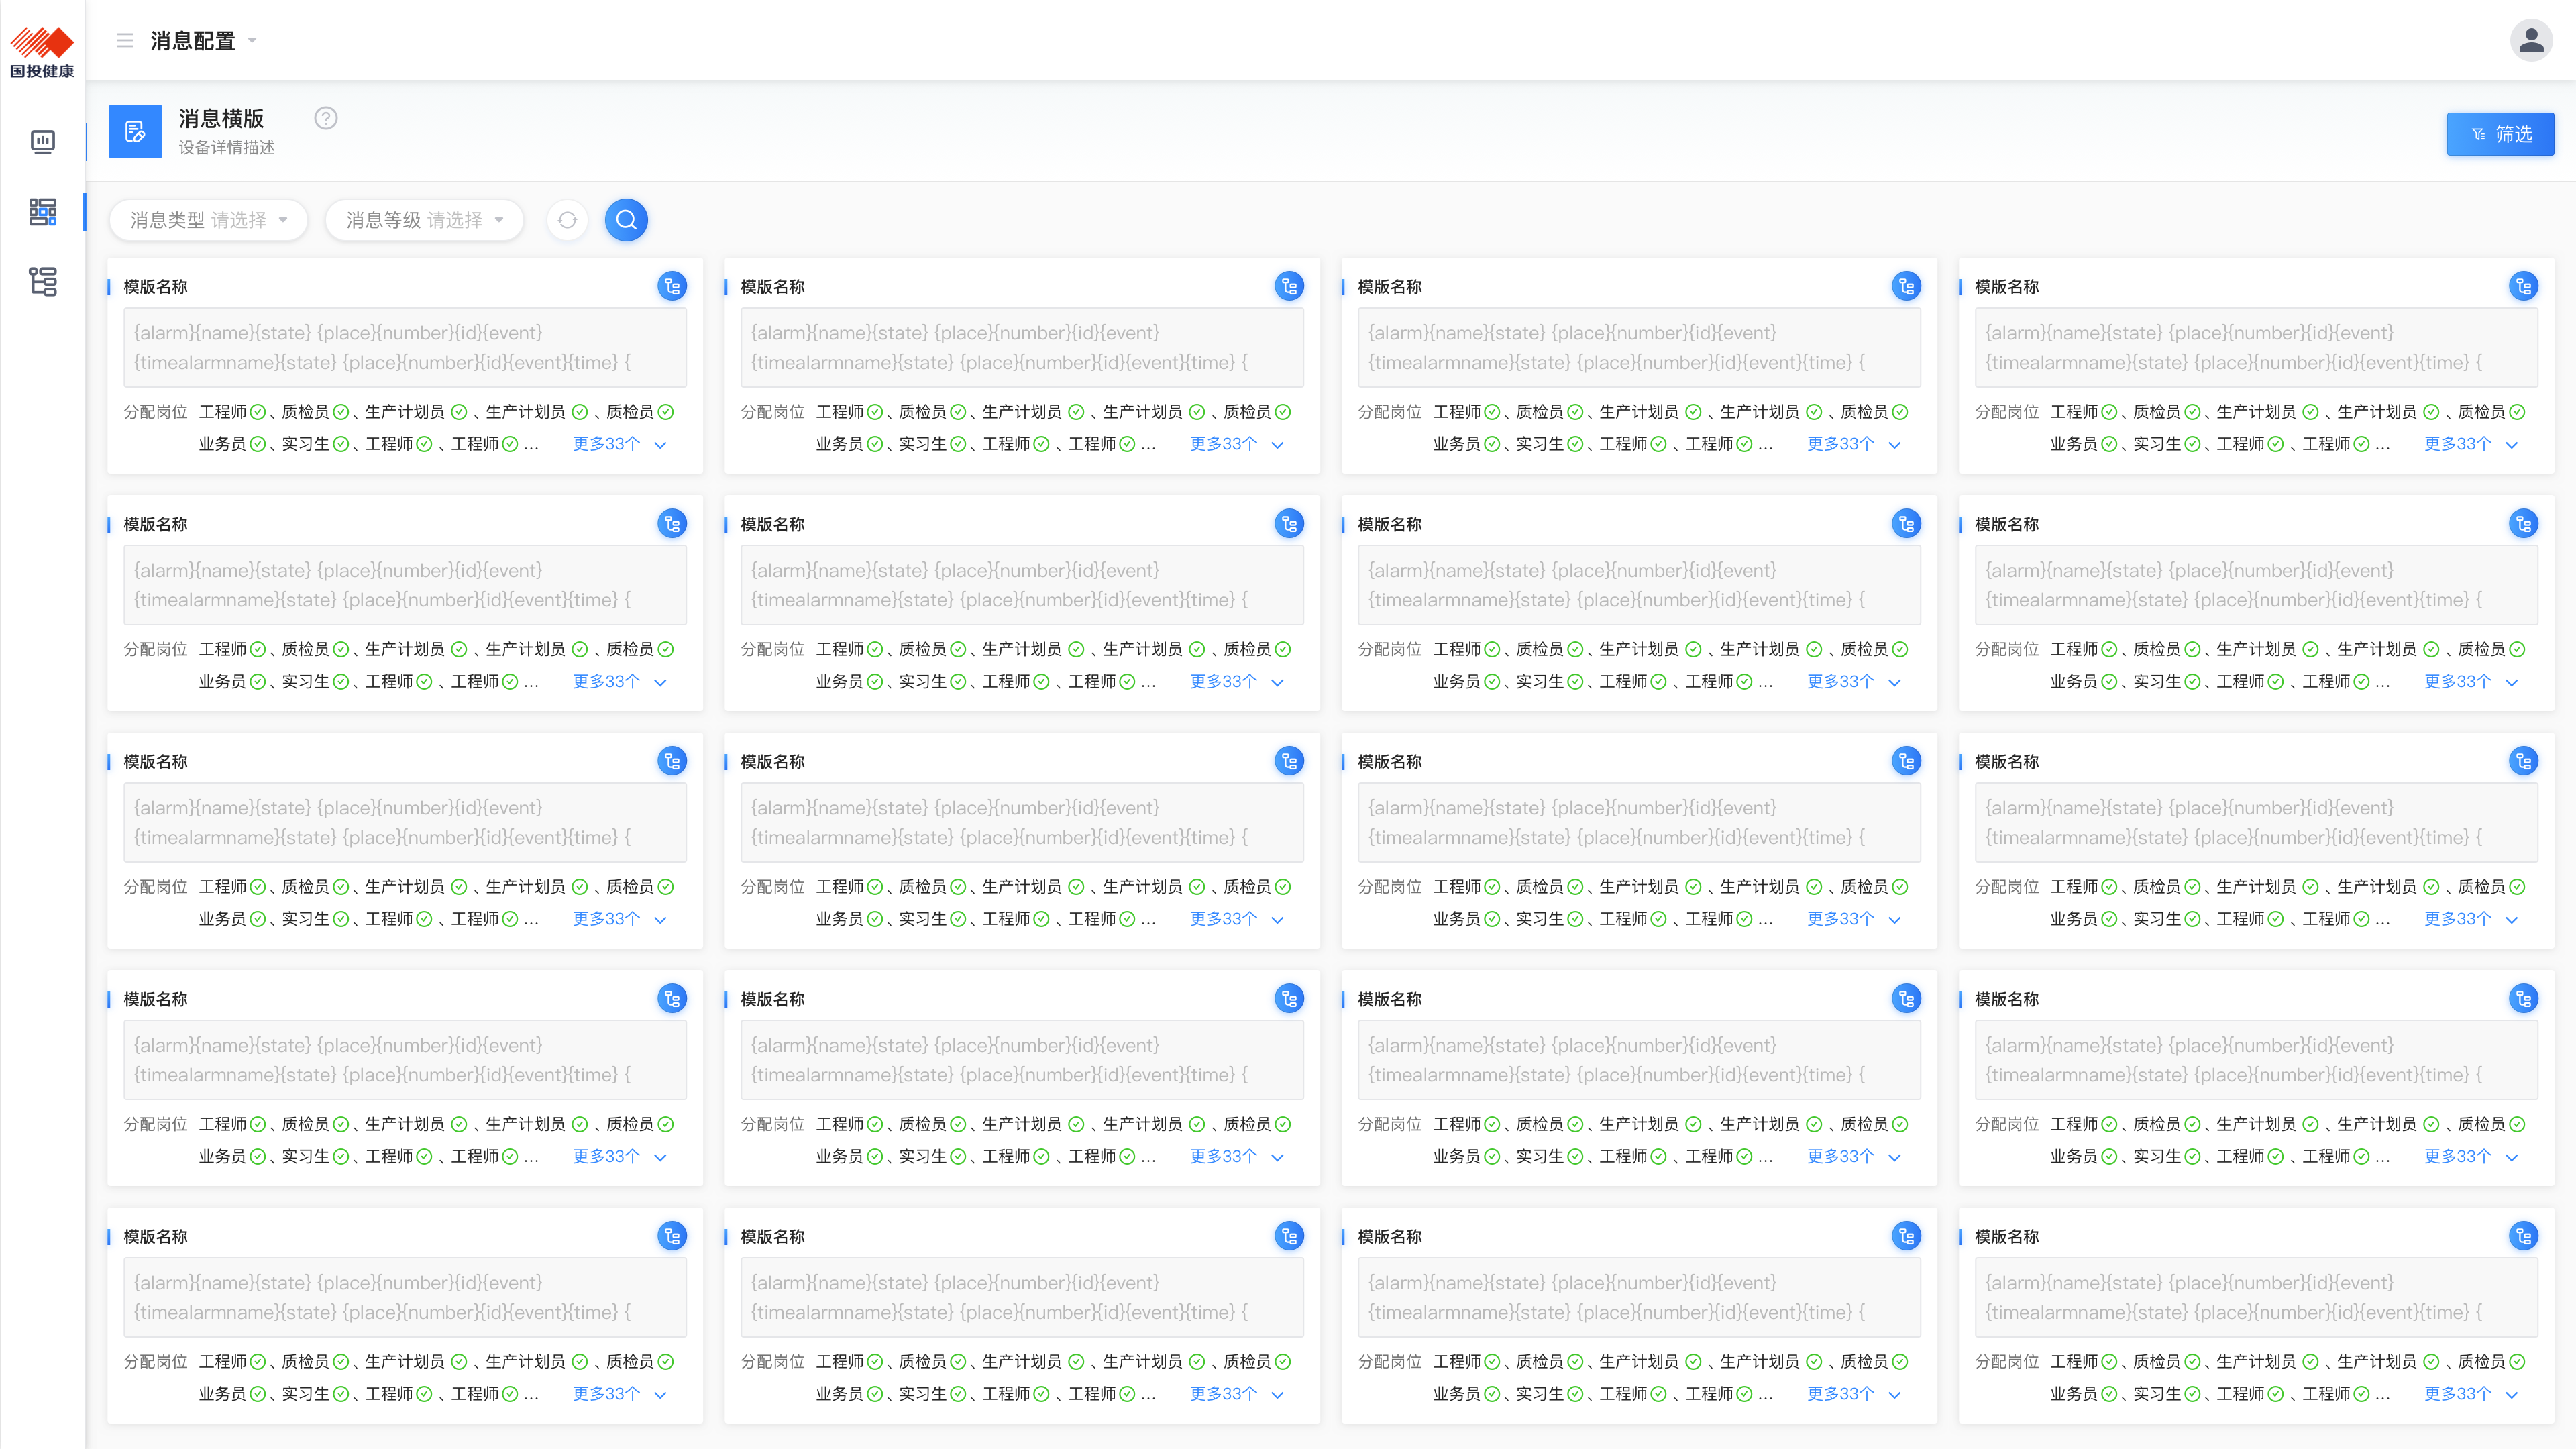 国投健康
消息配置
消息横版
设备详情描述
筛选
消息类型 请选择
消息等级 请选择
模版名称
{alarm}{name}{state} {place}{number}{id}{event}
{timealarmname}{state} {place}{number}{id}{event}{time} {
分配岗位 工程师、质检员、生产计划员、生产计划员、质检员
业务员、实习生、工程师、工程师... 更多33个
模版名称
{alarm}{name}{state} {place}{number}{id}{event}
{timealarmname}{state} {place}{number}{id}{event}{time} {
分配岗位 工程师、质检员、生产计划员、生产计划员、质检员
业务员、实习生、工程师、工程师... 更多33个
模版名称
{alarm}{name}{state} {place}{number}{id}{event}
{timealarmname}{state} {place}{number}{id}{event}{time} {
分配岗位 工程师、质检员、生产计划员、生产计划员、质检员
业务员、实习生、工程师、工程师... 更多33个
模版名称
{alarm}{name}{state} {place}{number}{id}{event}
{timealarmname}{state} {place}{number}{id}{event}{time} {
分配岗位 工程师、质检员、生产计划员、生产计划员、质检员
业务员、实习生、工程师、工程师... 更多33个
模版名称
{alarm}{name}{state} {place}{number}{id}{event}
{timealarmname}{state} {place}{number}{id}{event}{time} {
分配岗位 工程师、质检员、生产计划员、生产计划员、质检员
业务员、实习生、工程师、工程师... 更多33个
模版名称
{alarm}{name}{state} {place}{number}{id}{event}
{timealarmname}{state} {place}{number}{id}{event}{time} {
分配岗位 工程师、质检员、生产计划员、生产计划员、质检员
业务员、实习生、工程师、工程师... 更多33个
模版名称
{alarm}{name}{state} {place}{number}{id}{event}
{timealarmname}{state} {place}{number}{id}{event}{time} {
分配岗位 工程师、质检员、生产计划员、生产计划员、质检员
业务员、实习生、工程师、工程师... 更多33个
模版名称
{alarm}{name}{state} {place}{number}{id}{event}
{timealarmname}{state} {place}{number}{id}{event}{time} {
分配岗位 工程师、质检员、生产计划员、生产计划员、质检员
业务员、实习生、工程师、工程师... 更多33个
模版名称
{alarm}{name}{state} {place}{number}{id}{event}
{timealarmname}{state} {place}{number}{id}{event}{time} {
分配岗位 工程师、质检员、生产计划员、生产计划员、质检员
业务员、实习生、工程师、工程师... 更多33个
模版名称
{alarm}{name}{state} {place}{number}{id}{event}
{timealarmname}{state} {place}{number}{id}{event}{time} {
分配岗位 工程师、质检员、生产计划员、生产计划员、质检员
业务员、实习生、工程师、工程师... 更多33个
模版名称
{alarm}{name}{state} {place}{number}{id}{event}
{timealarmname}{state} {place}{number}{id}{event}{time} {
分配岗位 工程师、质检员、生产计划员、生产计划员、质检员
业务员、实习生、工程师、工程师... 更多33个
模版名称
{alarm}{name}{state} {place}{number}{id}{event}
{timealarmname}{state} {place}{number}{id}{event}{time} {
分配岗位 工程师、质检员、生产计划员、生产计划员、质检员
业务员、实习生、工程师、工程师... 更多33个
模版名称
{alarm}{name}{state} {place}{number}{id}{event}
{timealarmname}{state} {place}{number}{id}{event}{time} {
分配岗位 工程师、质检员、生产计划员、生产计划员、质检员
业务员、实习生、工程师、工程师... 更多33个
模版名称
{alarm}{name}{state} {place}{number}{id}{event}
{timealarmname}{state} {place}{number}{id}{event}{time} {
分配岗位 工程师、质检员、生产计划员、生产计划员、质检员
业务员、实习生、工程师、工程师... 更多33个
模版名称
{alarm}{name}{state} {place}{number}{id}{event}
{timealarmname}{state} {place}{number}{id}{event}{time} {
分配岗位 工程师、质检员、生产计划员、生产计划员、质检员
业务员、实习生、工程师、工程师... 更多33个
模版名称
{alarm}{name}{state} {place}{number}{id}{event}
{timealarmname}{state} {place}{number}{id}{event}{time} {
分配岗位 工程师、质检员、生产计划员、生产计划员、质检员
业务员、实习生、工程师、工程师... 更多33个
模版名称
{alarm}{name}{state} {place}{number}{id}{event}
{timealarmname}{state} {place}{number}{id}{event}{time} {
分配岗位 工程师、质检员、生产计划员、生产计划员、质检员
业务员、实习生、工程师、工程师... 更多33个
模版名称
{alarm}{name}{state} {place}{number}{id}{event}
{timealarmname}{state} {place}{number}{id}{event}{time} {
分配岗位 工程师、质检员、生产计划员、生产计划员、质检员
业务员、实习生、工程师、工程师... 更多33个
模版名称
{alarm}{name}{state} {place}{number}{id}{event}
{timealarmname}{state} {place}{number}{id}{event}{time} {
分配岗位 工程师、质检员、生产计划员、生产计划员、质检员
业务员、实习生、工程师、工程师... 更多33个
模版名称
{alarm}{name}{state} {place}{number}{id}{event}
{timealarmname}{state} {place}{number}{id}{event}{time} {
分配岗位 工程师、质检员、生产计划员、生产计划员、质检员
业务员、实习生、工程师、工程师... 更多33个